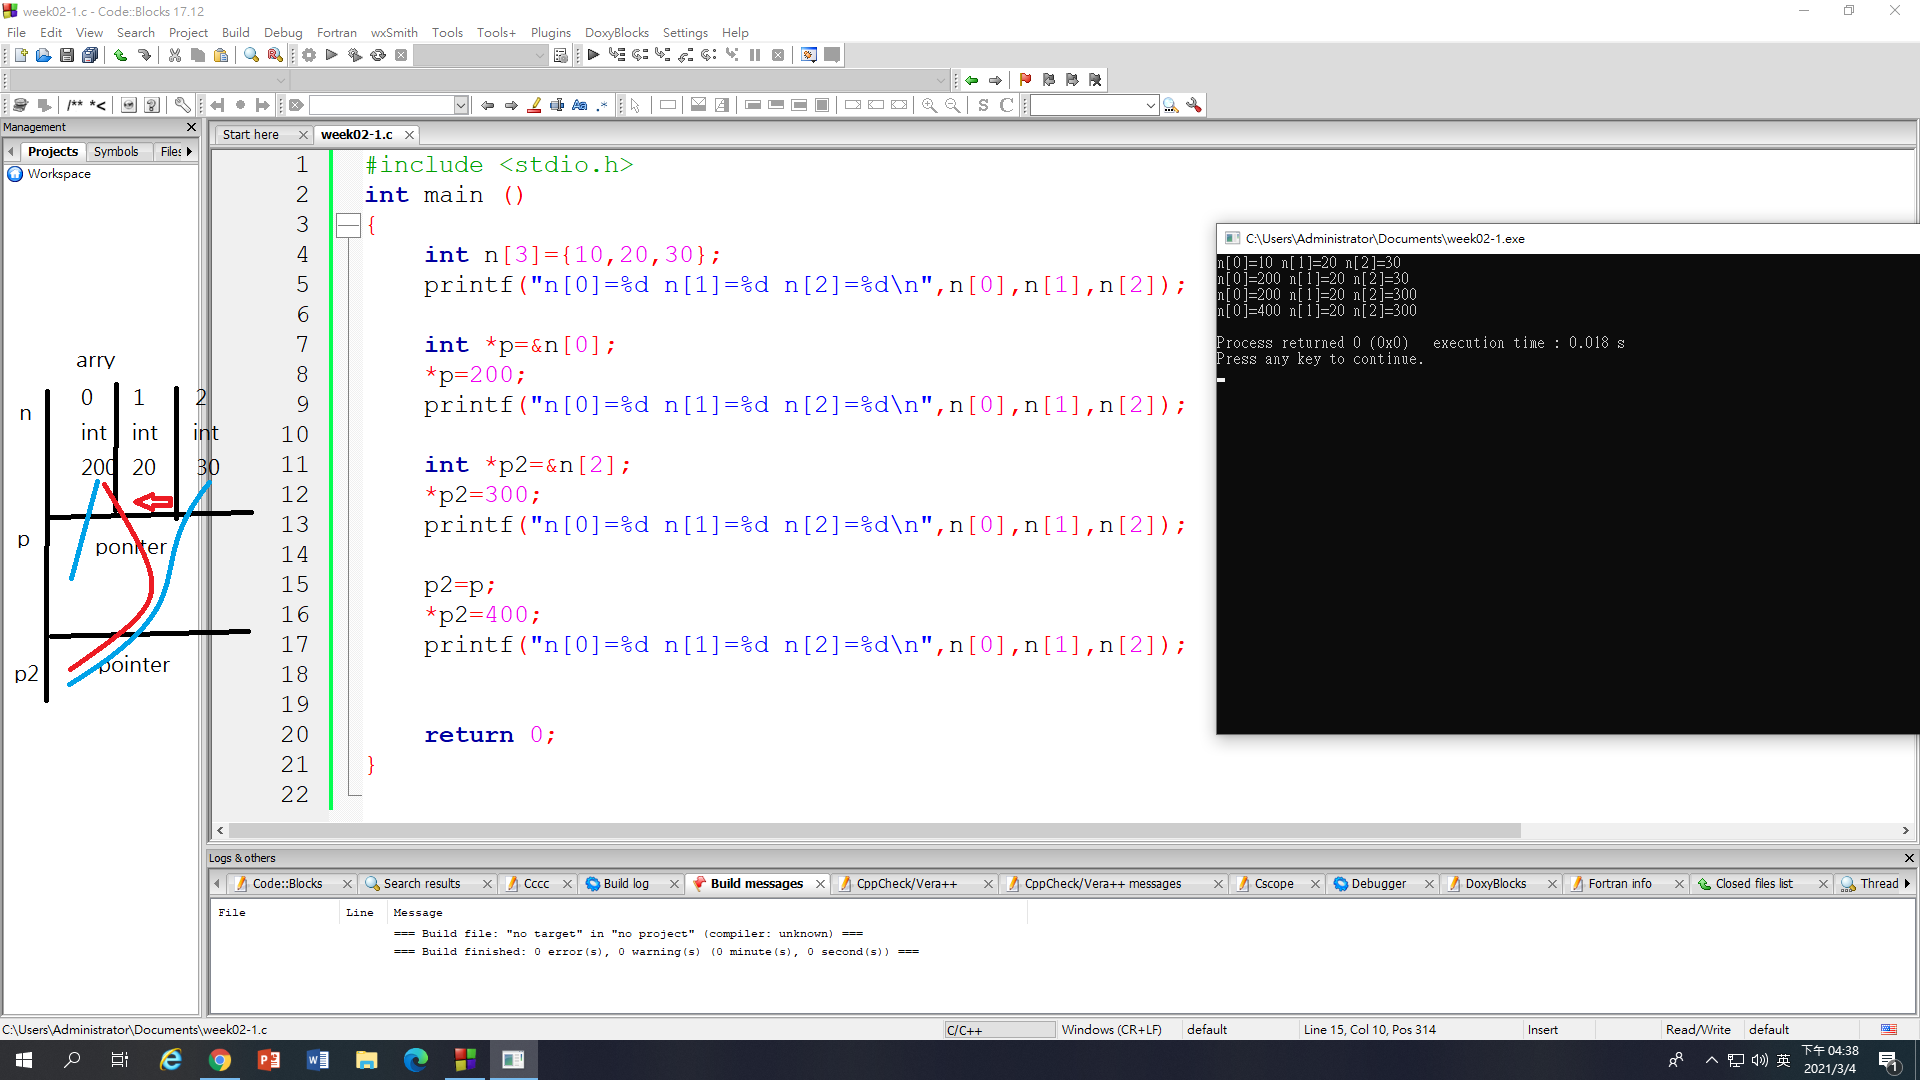 week02-1.c - Code::Blocks 17.12
File Edit View Search Project Build Debug Fortran wxSmith Tools Tools+ Plugins DoxyBlocks Settings Help
/** *<
S C
Management
Projects Symbols Files
Workspace
Start here week02-1.c
1 #include <stdio.h>
2 int main ()
3 {
4 int n[3]={10,20,30};
5 printf("n[0]=%d n[1]=%d n[2]=%d\n",n[0],n[1],n[2]);
6
7 int *p=&n[0];
8 *p=200;
9 printf("n[0]=%d n[1]=%d n[2]=%d\n",n[0],n[1],n[2]);
10
11 int *p2=&n[2];
12 *p2=300;
13 printf("n[0]=%d n[1]=%d n[2]=%d\n",n[0],n[1],n[2]);
14
15 p2=p;
16 *p2=400;
17 printf("n[0]=%d n[1]=%d n[2]=%d\n",n[0],n[1],n[2]);
18
19
20 return 0;
21 }
22
arry
0 1 2
n
int int int
200 20 30
p
poniter
p2
pointer
C:\Users\Administrator\Documents\week02-1.exe
n[0]=10 n[1]=20 n[2]=30
n[0]=200 n[1]=20 n[2]=30
n[0]=200 n[1]=20 n[2]=300
n[0]=400 n[1]=20 n[2]=300
Process returned 0 (0x0) execution time : 0.018 s
Press any key to continue.
Logs & others
Code::Blocks Search results Cccc Build log Build messages CppCheck/Vera++ CppCheck/Vera++ messages Cscope Debugger DoxyBlocks Fortran info Closed files list Thread
File Line Message
=== Build file: "no target" in "no project" (compiler: unknown) ===
=== Build finished: 0 error(s), 0 warning(s) (0 minute(s), 0 second(s)) ===
C:\Users\Administrator\Documents\week02-1.c C/C++ Windows (CR+LF) default Line 15, Col 10, Pos 314 Insert Read/Write default
英 下午 04:38
2021/3/4
1